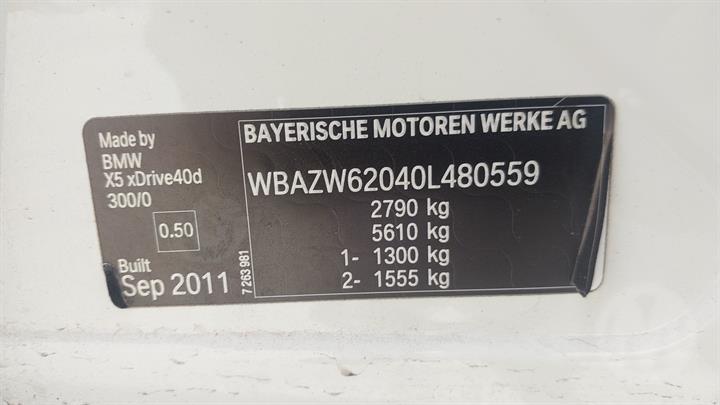 Made by
BMW
X5 xDrive40d
300/0
0.50
Built
Sep 2011
7 263 981
BAYERISCHE MOTOREN WERKE AG
WBAZW62040L480559
2790 kg
5610 kg
1- 1300 kg
2- 1555 kg